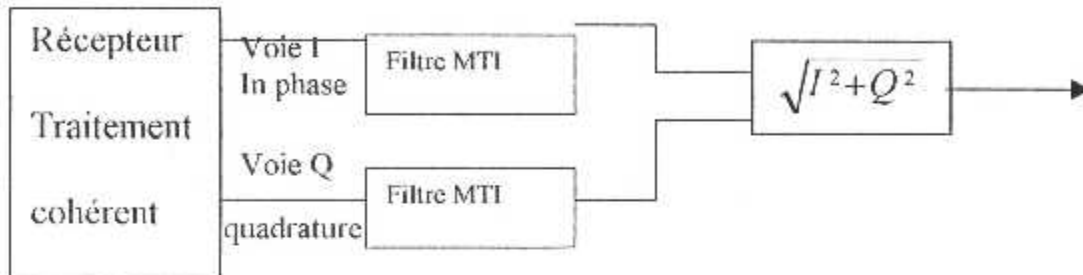 Récepteur
Traitement
cohérent
Voie I
In phase
Filtre MTI
Voie Q
quadrature
Filtre MTI
√I²+Q²